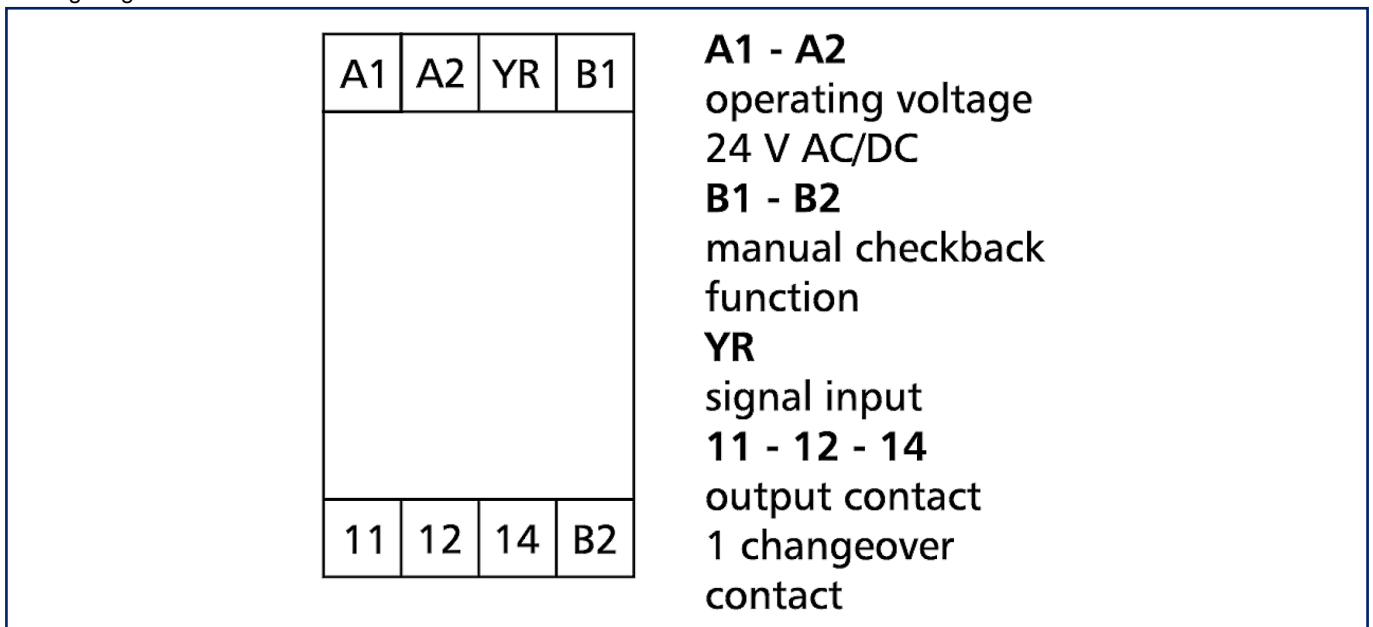 A1 A2 YR B1
11 12 14 B2
A1 - A2
operating voltage
24 V AC/DC
B1 - B2
manual checkback
function
YR
signal input
11 - 12 - 14
output contact
1 changeover
contact